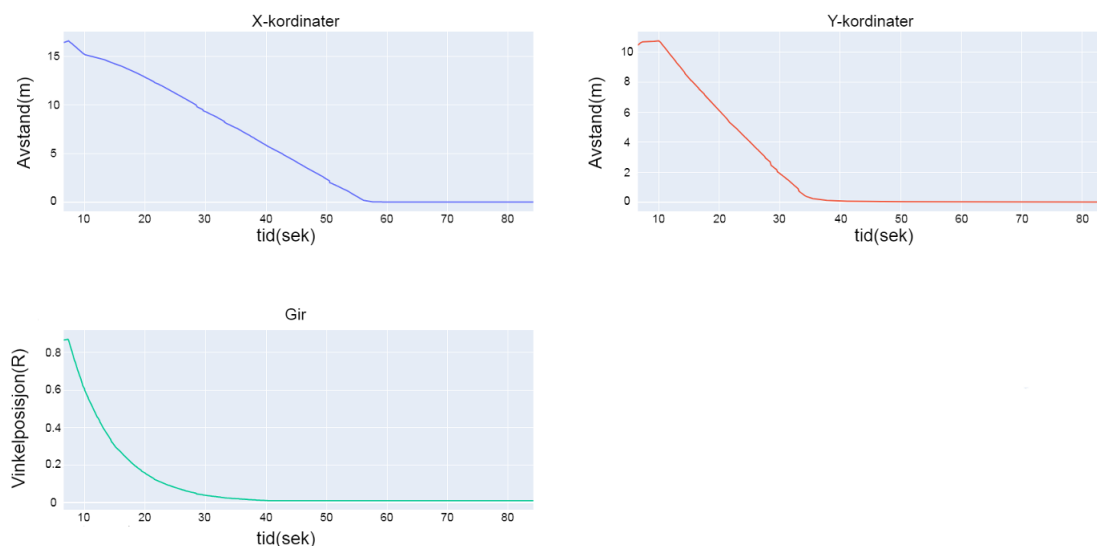 X-kordinater
Avstand(m)
15
10
5
0
10 20 30 40 50 60 70 80
tid(sek)
Y-kordinater
Avstand(m)
10
8
6
4
2
0
10 20 30 40 50 60 70 80
tid(sek)
Gir
Vinkelposisjon(R)
0.8
0.6
0.4
0.2
0
10 20 30 40 50 60 70 80
tid(sek)